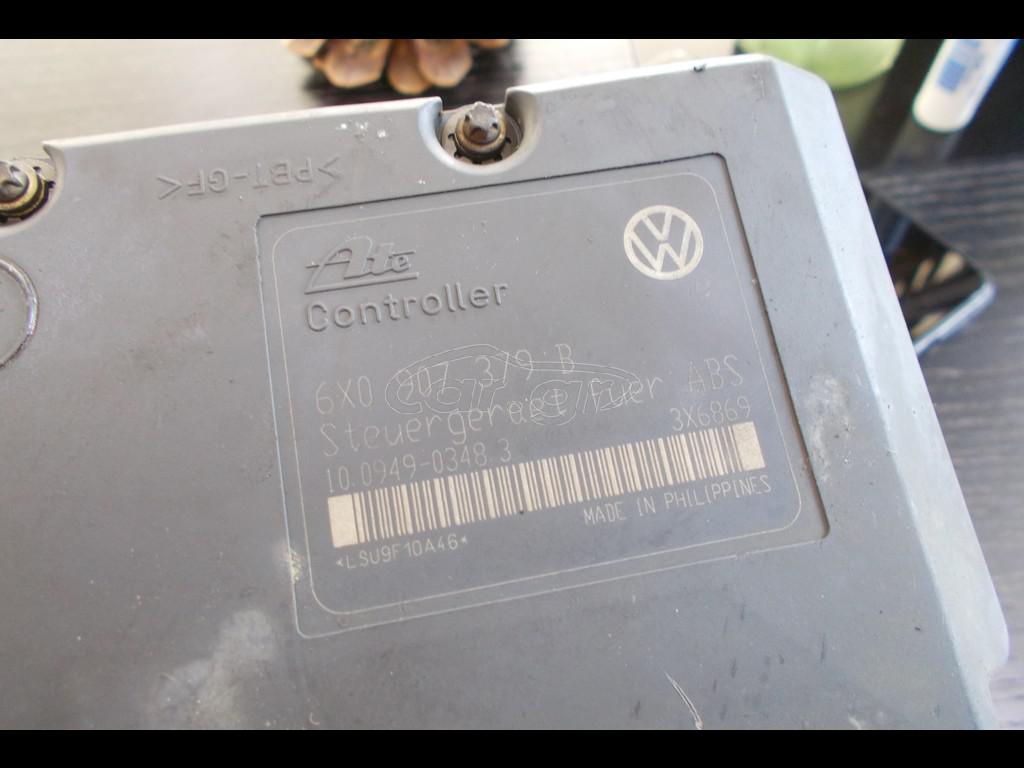 >PBT-GF<
Ate
Controller
6X0 907 379 B
Steuergeraet Fuer ABS
10.0949-0348.3 3X6869
MADE IN PHILIPPINES
*LSU9F10A46*